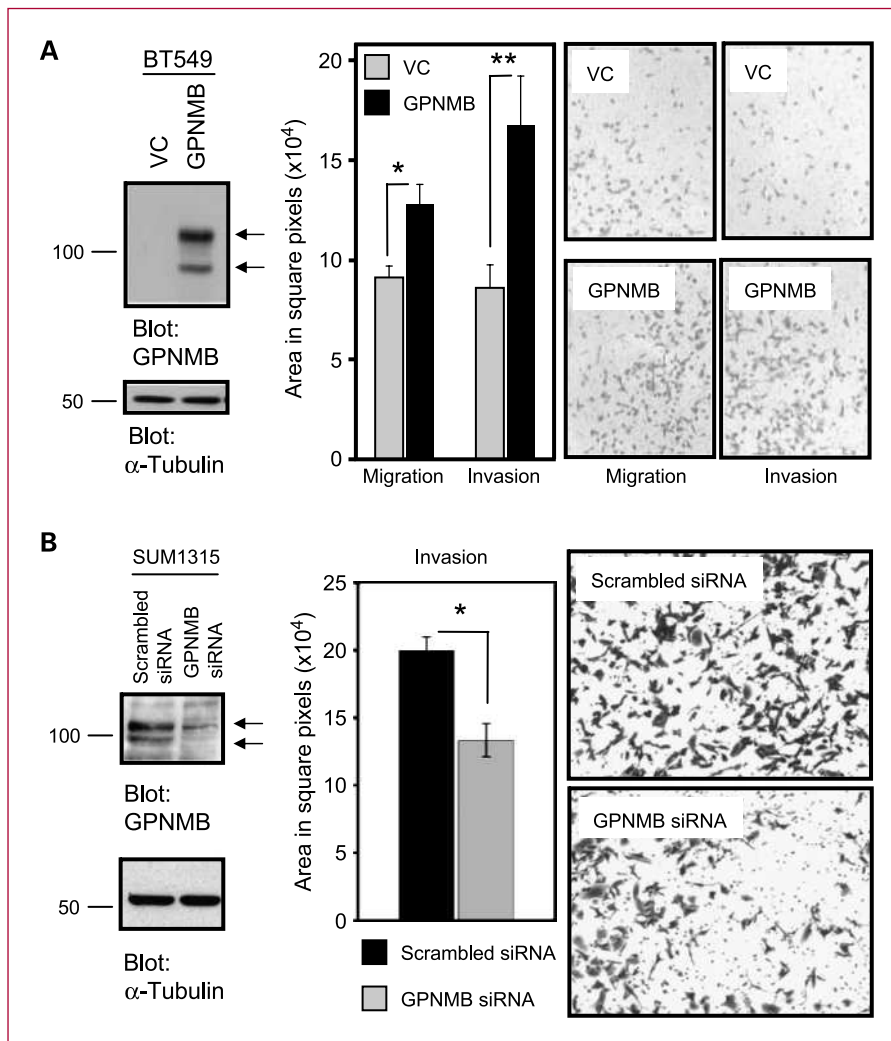 A
BT549
VC
GPNMB
100
Blot:
GPNMB
50
Blot:
α-Tubulin
Area in square pixels (x10⁴)
20
15
10
5
0
VC
GPNMB
*
**
Migration
Invasion
VC
VC
GPNMB
GPNMB
Migration
Invasion
B
SUM1315
Scrambled
siRNA
GPNMB
siRNA
100
Blot:
GPNMB
50
Blot:
α-Tubulin
Invasion
Area in square pixels (x10⁴)
25
20
15
10
5
0
*
Scrambled siRNA
GPNMB siRNA
Scrambled siRNA
GPNMB siRNA